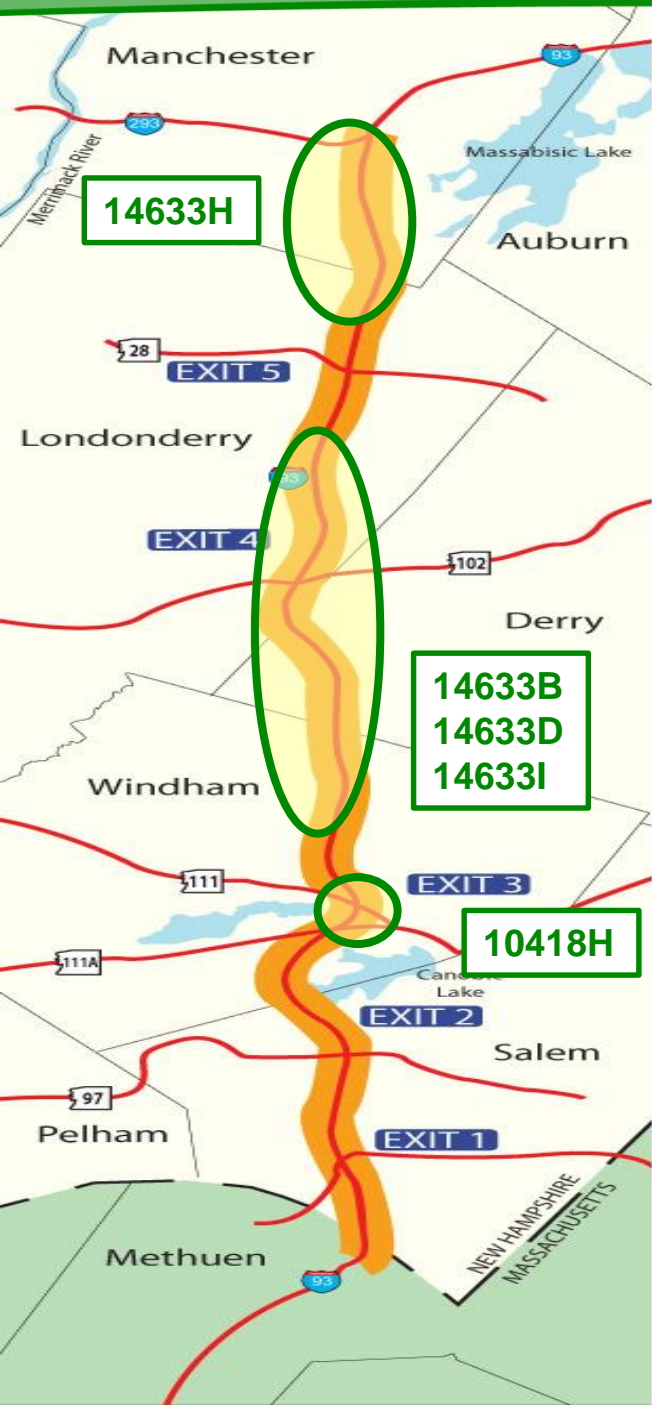 Manchester
93
293
Merrimack River
Massabisic Lake
14633H
Auburn
28
EXIT 5
Londonderry
93
EXIT 4
102
Derry
14633B
14633D
14633I
Windham
111
EXIT 3
10418H
111A
Lake
EXIT 2
Salem
97
Pelham
EXIT 1
NEW HAMPSHIRE
MASSACHUSETTS
Methuen
93